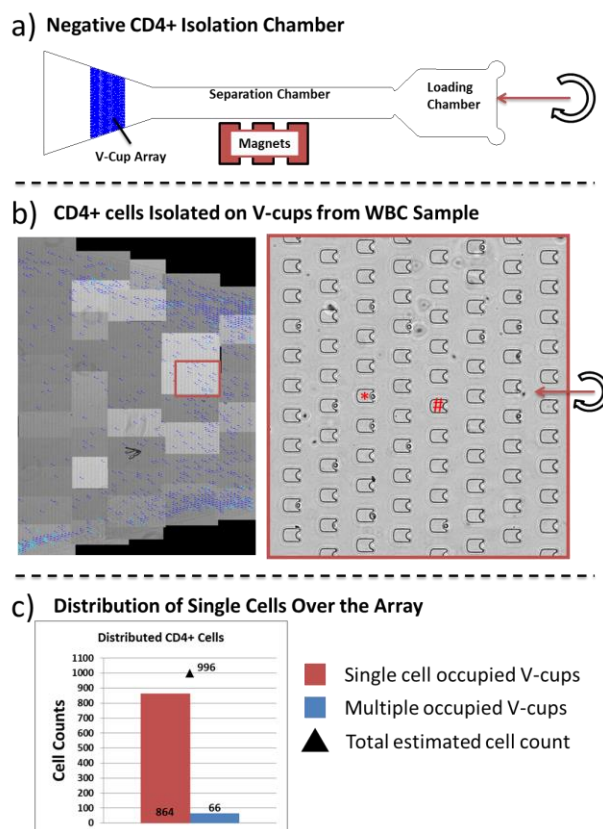 a) Negative CD4+ Isolation Chamber
Separation Chamber
Loading
Chamber
V-Cup Array
Magnets
b) CD4+ cells Isolated on V-cups from WBC Sample
*
#
c) Distribution of Single Cells Over the Array
Distributed CD4+ Cells
996
1100
1000
900
800
700
600
500
400
300
200
100
0
Cell Counts
864
66
Single cell occupied V-cups
Multiple occupied V-cups
Total estimated cell count